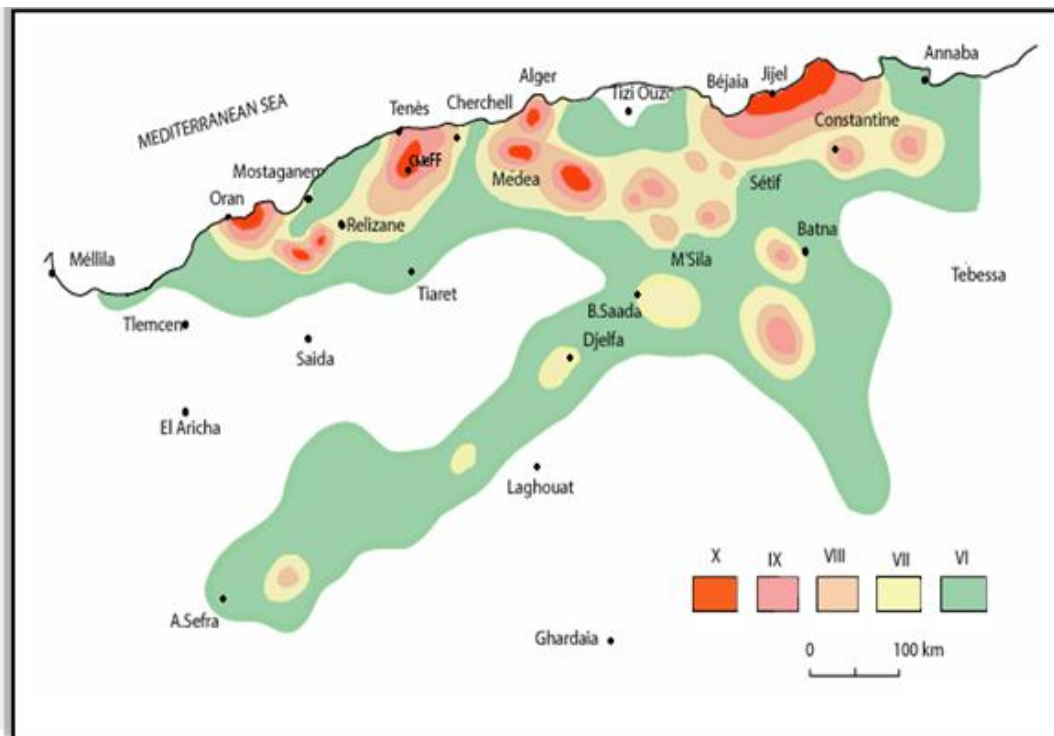 Annaba
Alger
Jijel
Béjaia
Tizi Ouzo
Cherchell
Tenès
MEDITERRANEAN SEA
Constantine
CHeFF
Mostaganem
Médea
Sétif
Oran
Relizane
Batna
Méllila
M'Sila
Tebessa
Tiaret
B.Saada
Tlemcen
Djelfa
Saida
El Aricha
Laghouat
X IX VIII VII VI
A.Sefra
Ghardaia
0 100 km